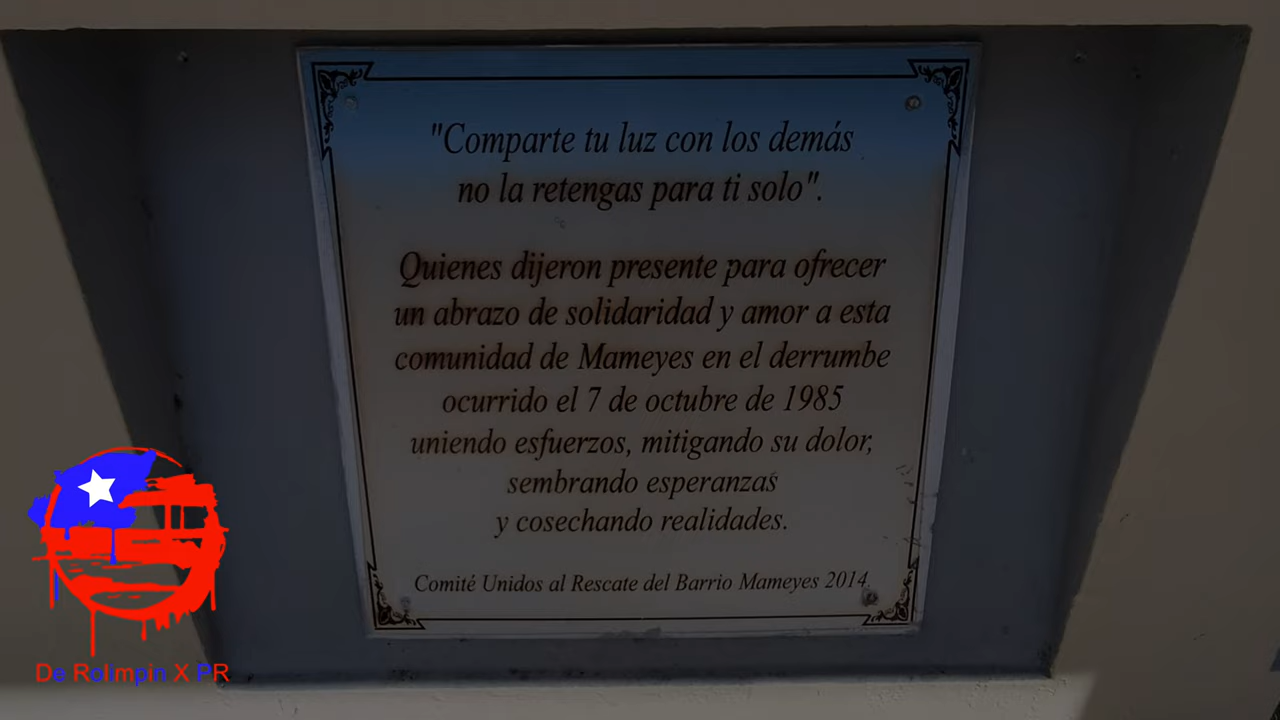 "Comparte tu luz con los demás
no la retengas para ti solo".
Quienes dijeron presente para ofrecer
un abrazo de solidaridad y amor a esta
comunidad de Mameyes en el derrumbe
ocurrido el 7 de octubre de 1985
uniendo esfuerzos, mitigando su dolor,
sembrando esperanzas
y cosechando realidades.
Comité Unidos al Rescate del Barrio Mameyes 2014
De Rolmpin X PR